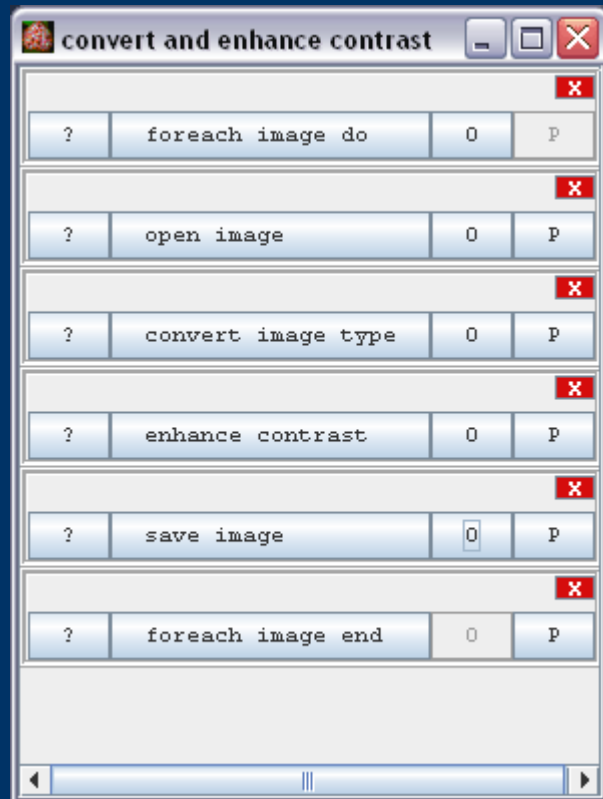 convert and enhance contrast
X
? foreach image do O P
X
? open image O P
X
? convert image type O P
X
? enhance contrast O P
X
? save image O P
X
? foreach image end O P